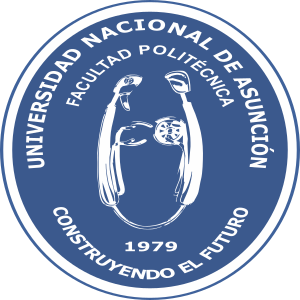 UNIVERSIDAD NACIONAL DE ASUNCIÓN
FACULTAD POLITÉCNICA
1979
CONSTRUYENDO EL FUTURO